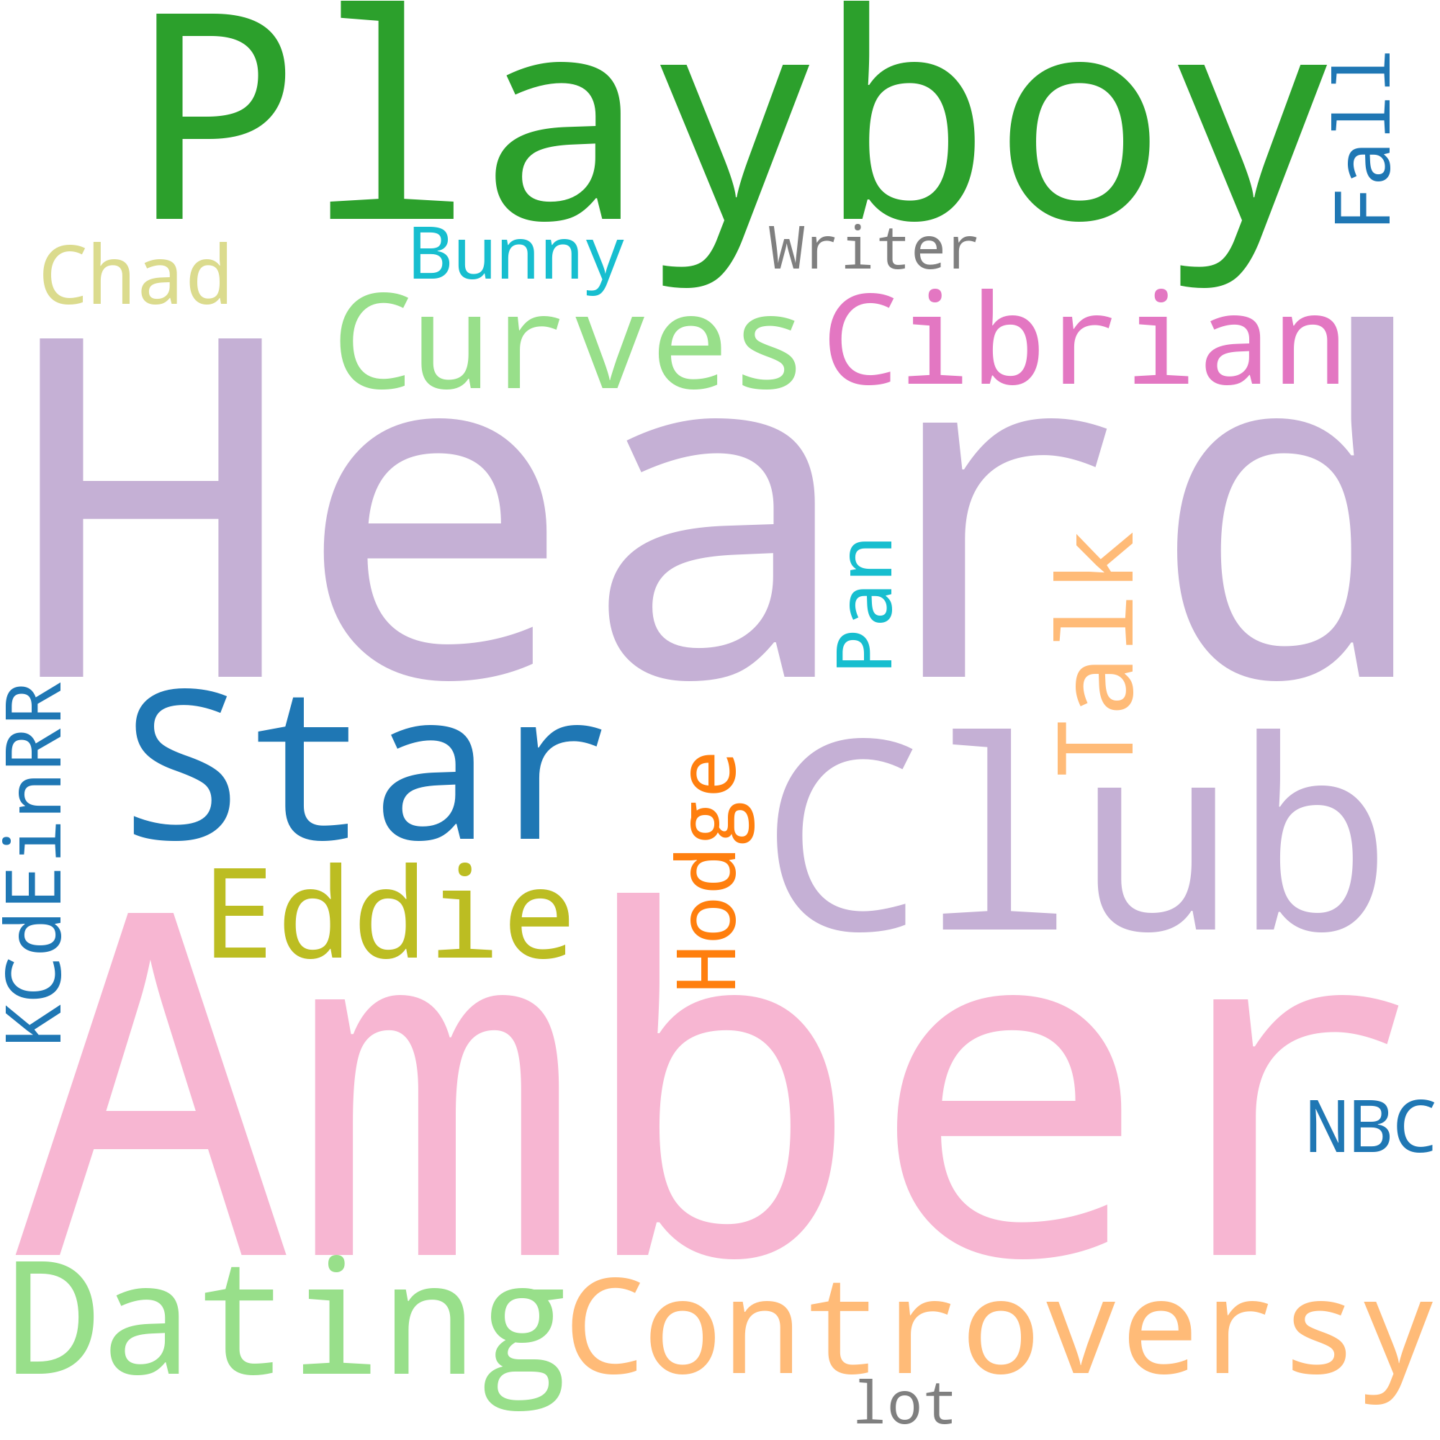 Playboy
Fall
Chad
Bunny
Writer
Curves
Cibrian
Heard
Pan
Talk
KCdEinRR
Star
Hodge
Club
Eddie
Amber
NBC
Dating
Controversy
lot